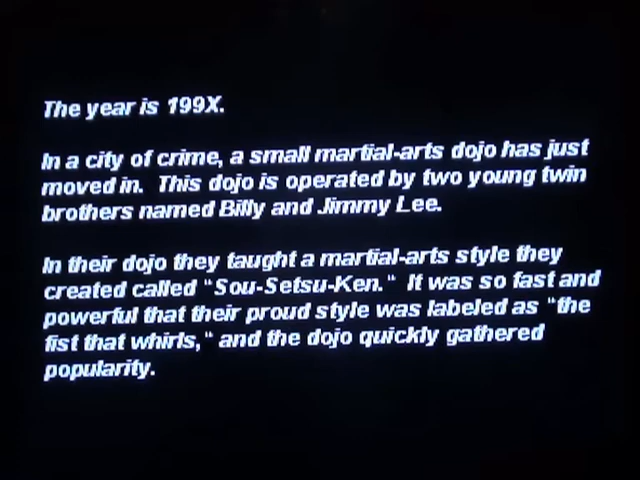 The year is 199X.
In a city of crime, a small martial-arts dojo has just
moved in.  This dojo is operated by two young twin
brothers named Billy and Jimmy Lee.
In their dojo they taught a martial-arts style they
created called "Sou-Setsu-Ken."  It was so fast and
powerful that their proud style was labeled as "the
fist that whirls," and the dojo quickly gathered
popularity.